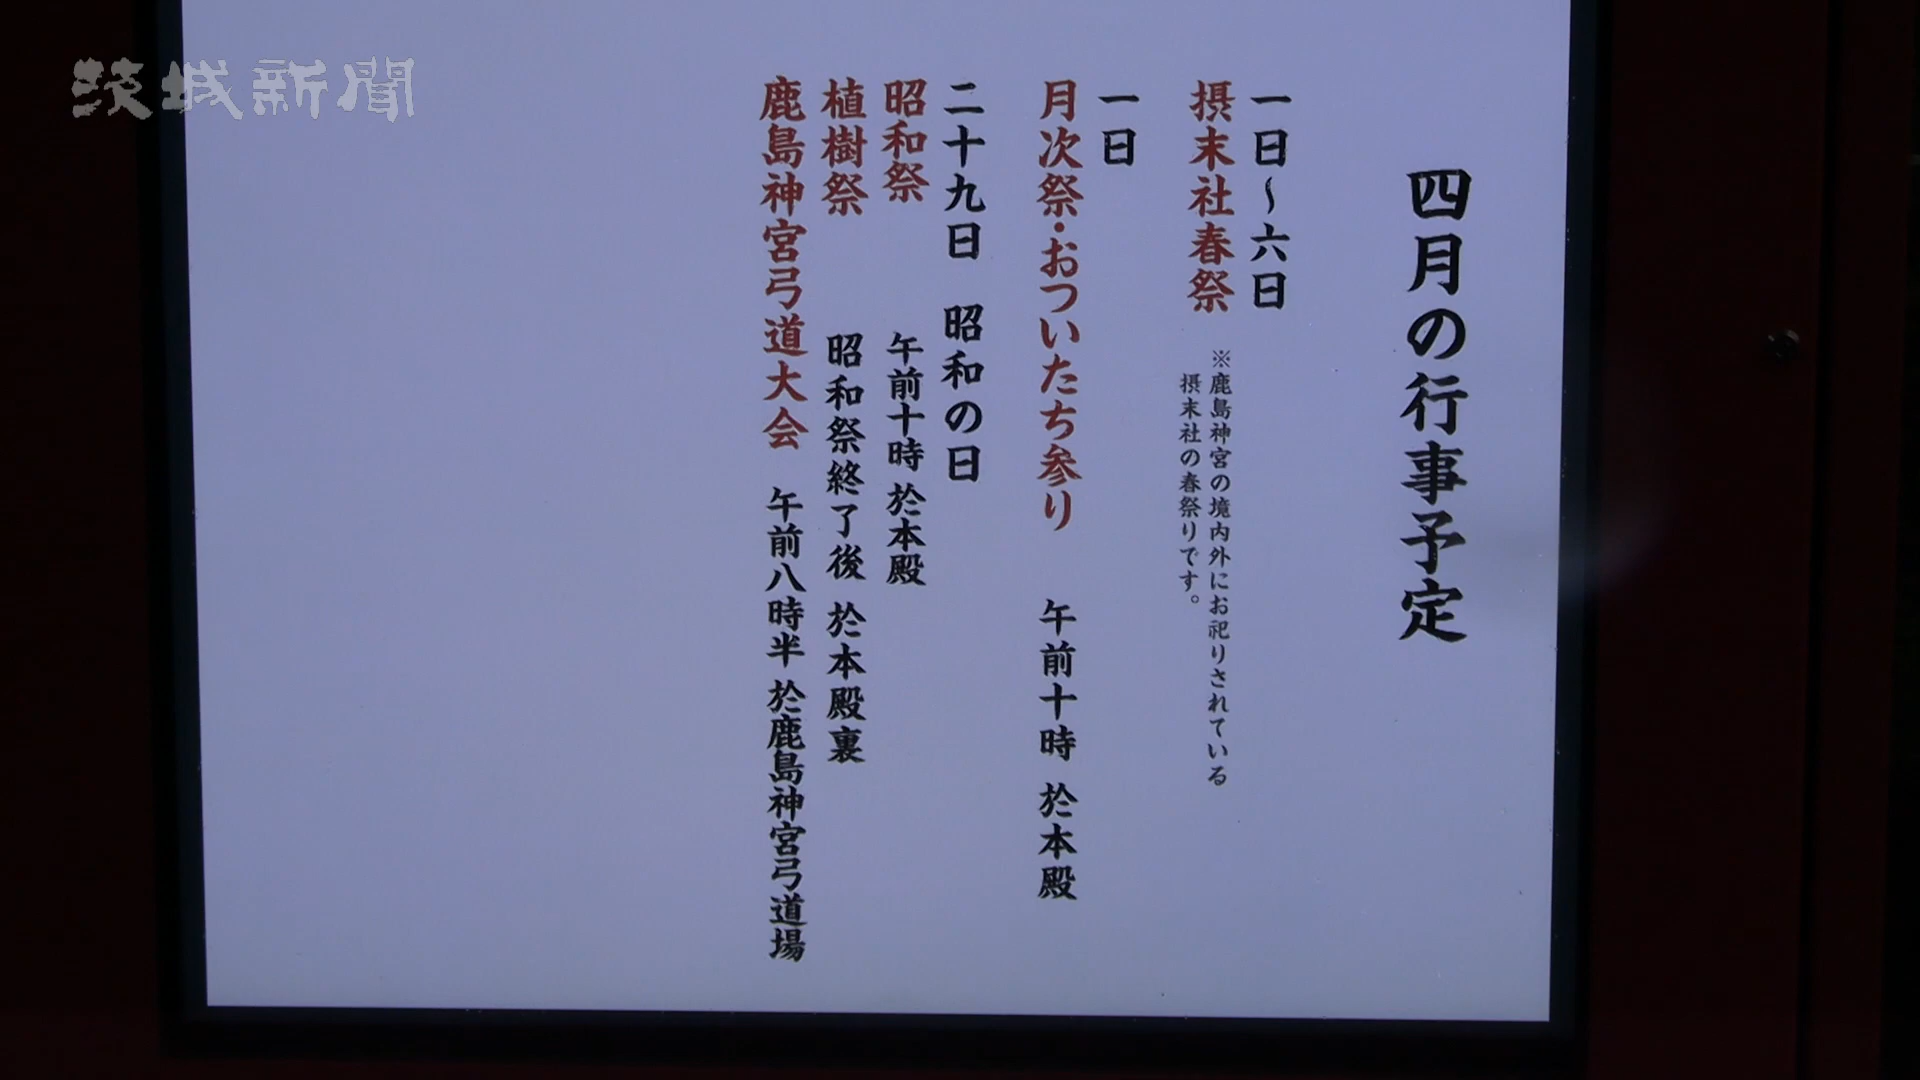 茨城新聞
四月の行事予定
一日～六日
摂末社春祭
※鹿島神宮の境内外にお祀りされている
摂末社の春祭りです。
一日
月次祭・おついたち参り 午前十時 於本殿
二十九日 昭和の日
昭和祭 午前十時 於本殿
植樹祭 昭和祭終了後 於本殿裏
鹿島神宮弓道大会 午前八時半 於鹿島神宮弓道場